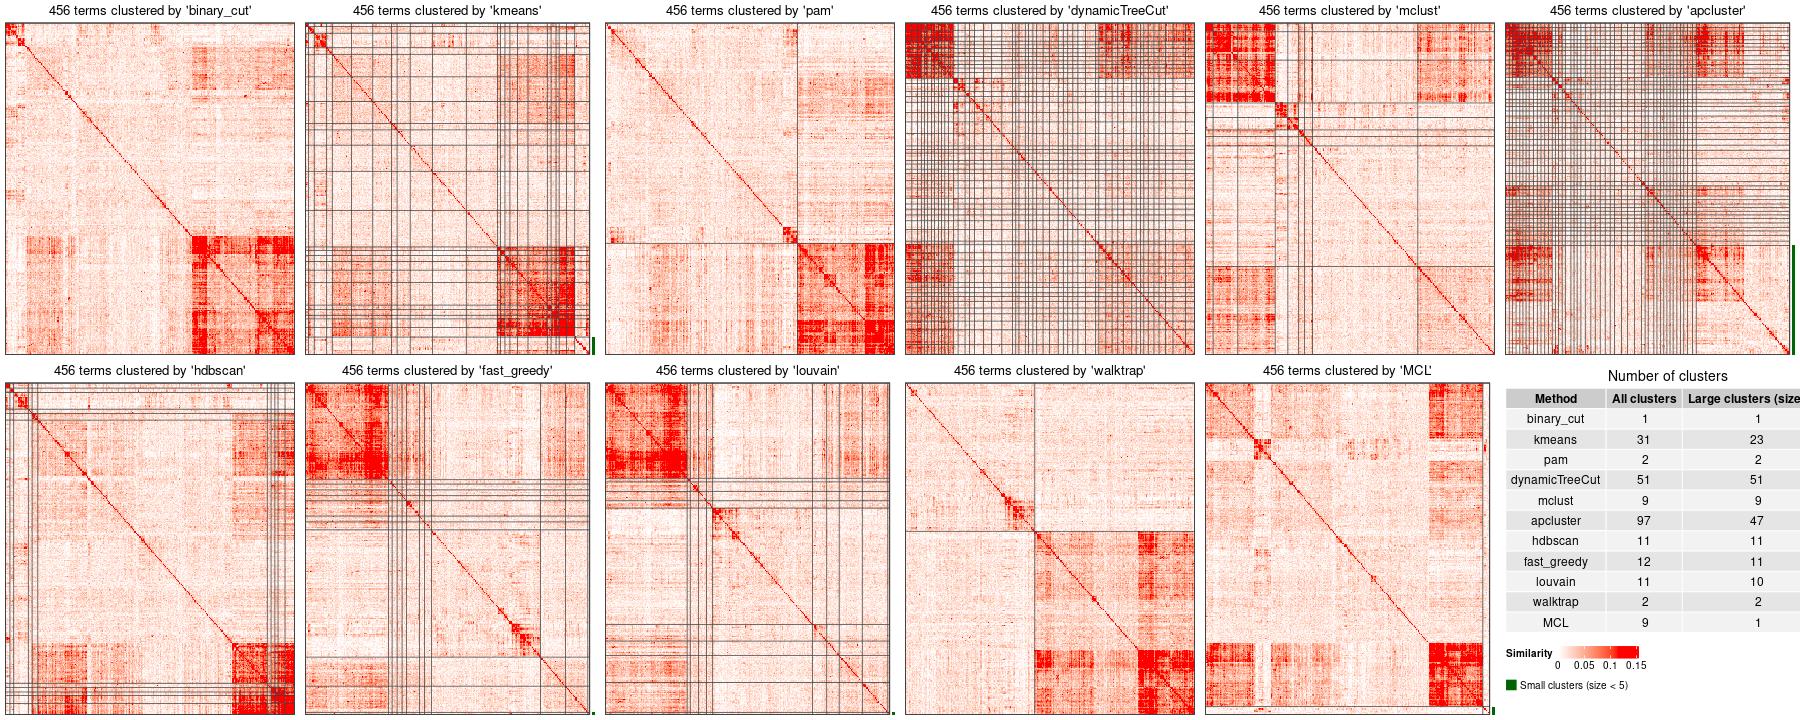 456 terms clustered by 'binary_cut'
456 terms clustered by 'kmeans'
456 terms clustered by 'pam'
456 terms clustered by 'dynamicTreeCut'
456 terms clustered by 'mclust'
456 terms clustered by 'apcluster'
456 terms clustered by 'hdbscan'
456 terms clustered by 'fast_greedy'
456 terms clustered by 'louvain'
456 terms clustered by 'walktrap'
456 terms clustered by 'MCL'
Number of clusters
Method All clusters Large clusters (size
binary_cut 1 1
kmeans 31 23
pam 2 2
dynamicTreeCut 51 51
mclust 9 9
apcluster 97 47
hdbscan 11 11
fast_greedy 12 11
louvain 11 10
walktrap 2 2
MCL 9 1
Similarity
0 0.05 0.1 0.15
Small clusters (size < 5)